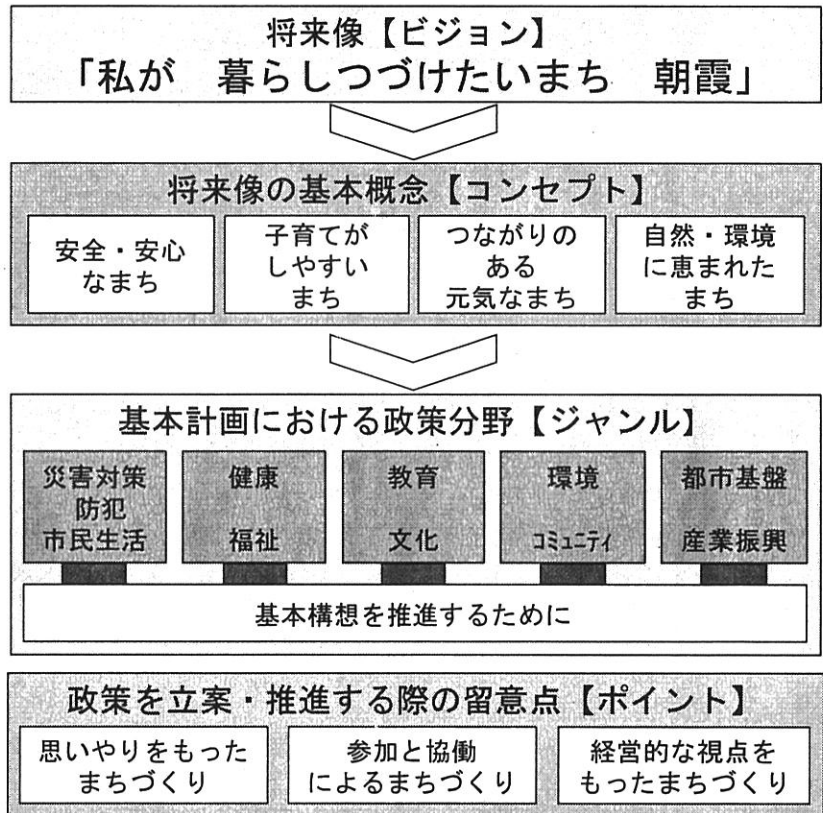 将来像【ビジョン】
「私が 暮らしつづけたいまち 朝霞」
将来像の基本概念【コンセプト】
安全・安心
なまち
子育てが
しやすい
まち
つながりの
ある
元気なまち
自然・環境
に恵まれた
まち
基本計画における政策分野【ジャンル】
災害対策
防犯
市民生活
健康
福祉
教育
文化
環境
コミュニティ
都市基盤
産業振興
基本構想を推進するために
政策を立案・推進する際の留意点【ポイント】
思いやりをもった
まちづくり
参加と協働
によるまちづくり
経営的な視点を
もったまちづくり